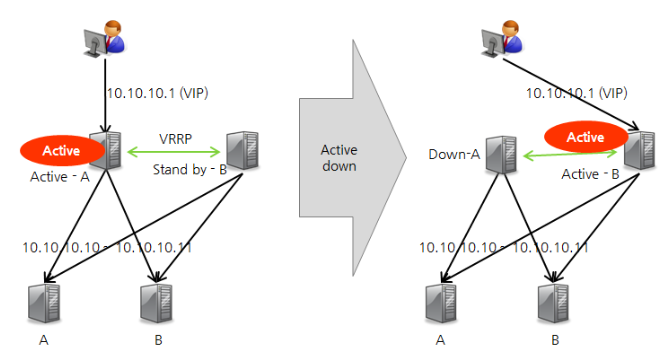 10.10.10.1 (VIP)
Active
VRRP
Active - A
Stand by - B
10.10.10.10 ~ 10.10.10.11
A
B
Active
down
10.10.10.1 (VIP)
Active
Down-A
Active - B
10.10.10.10 ~ 10.10.10.11
A
B